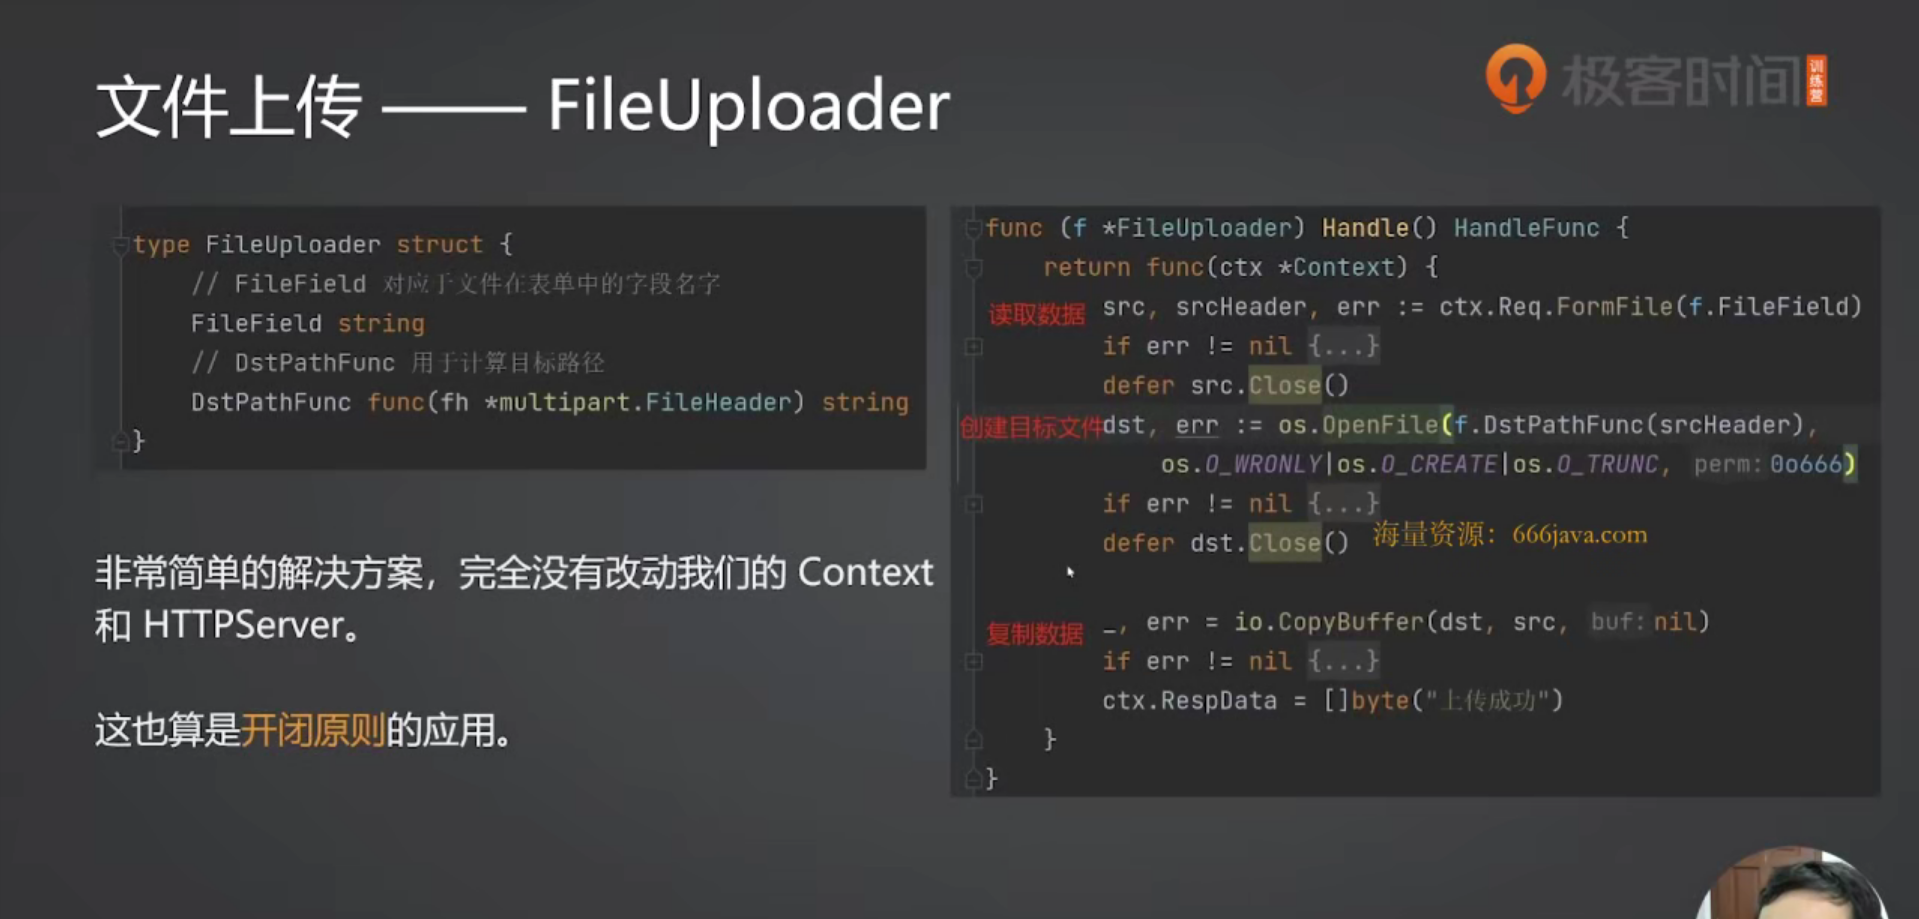 文件上传 —— FileUploader
极客时间 训练营
type FileUploader struct {
// FileField 对应于文件在表单中的字段名字
FileField string
// DstPathFunc 用于计算目标路径
DstPathFunc func(fh *multipart.FileHeader) string
}
非常简单的解决方案，完全没有改动我们的 Context
和 HTTPServer。
这也算是开闭原则的应用。
func (f *FileUploader) Handle() HandleFunc {
return func(ctx *Context) {
读取数据 src, srcHeader, err := ctx.Req.FormFile(f.FileField)
if err != nil {...}
defer src.Close()
创建目标文件 dst, err := os.OpenFile(f.DstPathFunc(srcHeader),
os.O_WRONLY|os.O_CREATE|os.O_TRUNC, perm: 0o666)
if err != nil {...}
defer dst.Close()
海量资源：666java.com
复制数据 _, err = io.CopyBuffer(dst, src, buf: nil)
if err != nil {...}
ctx.RespData = []byte("上传成功")
}
}